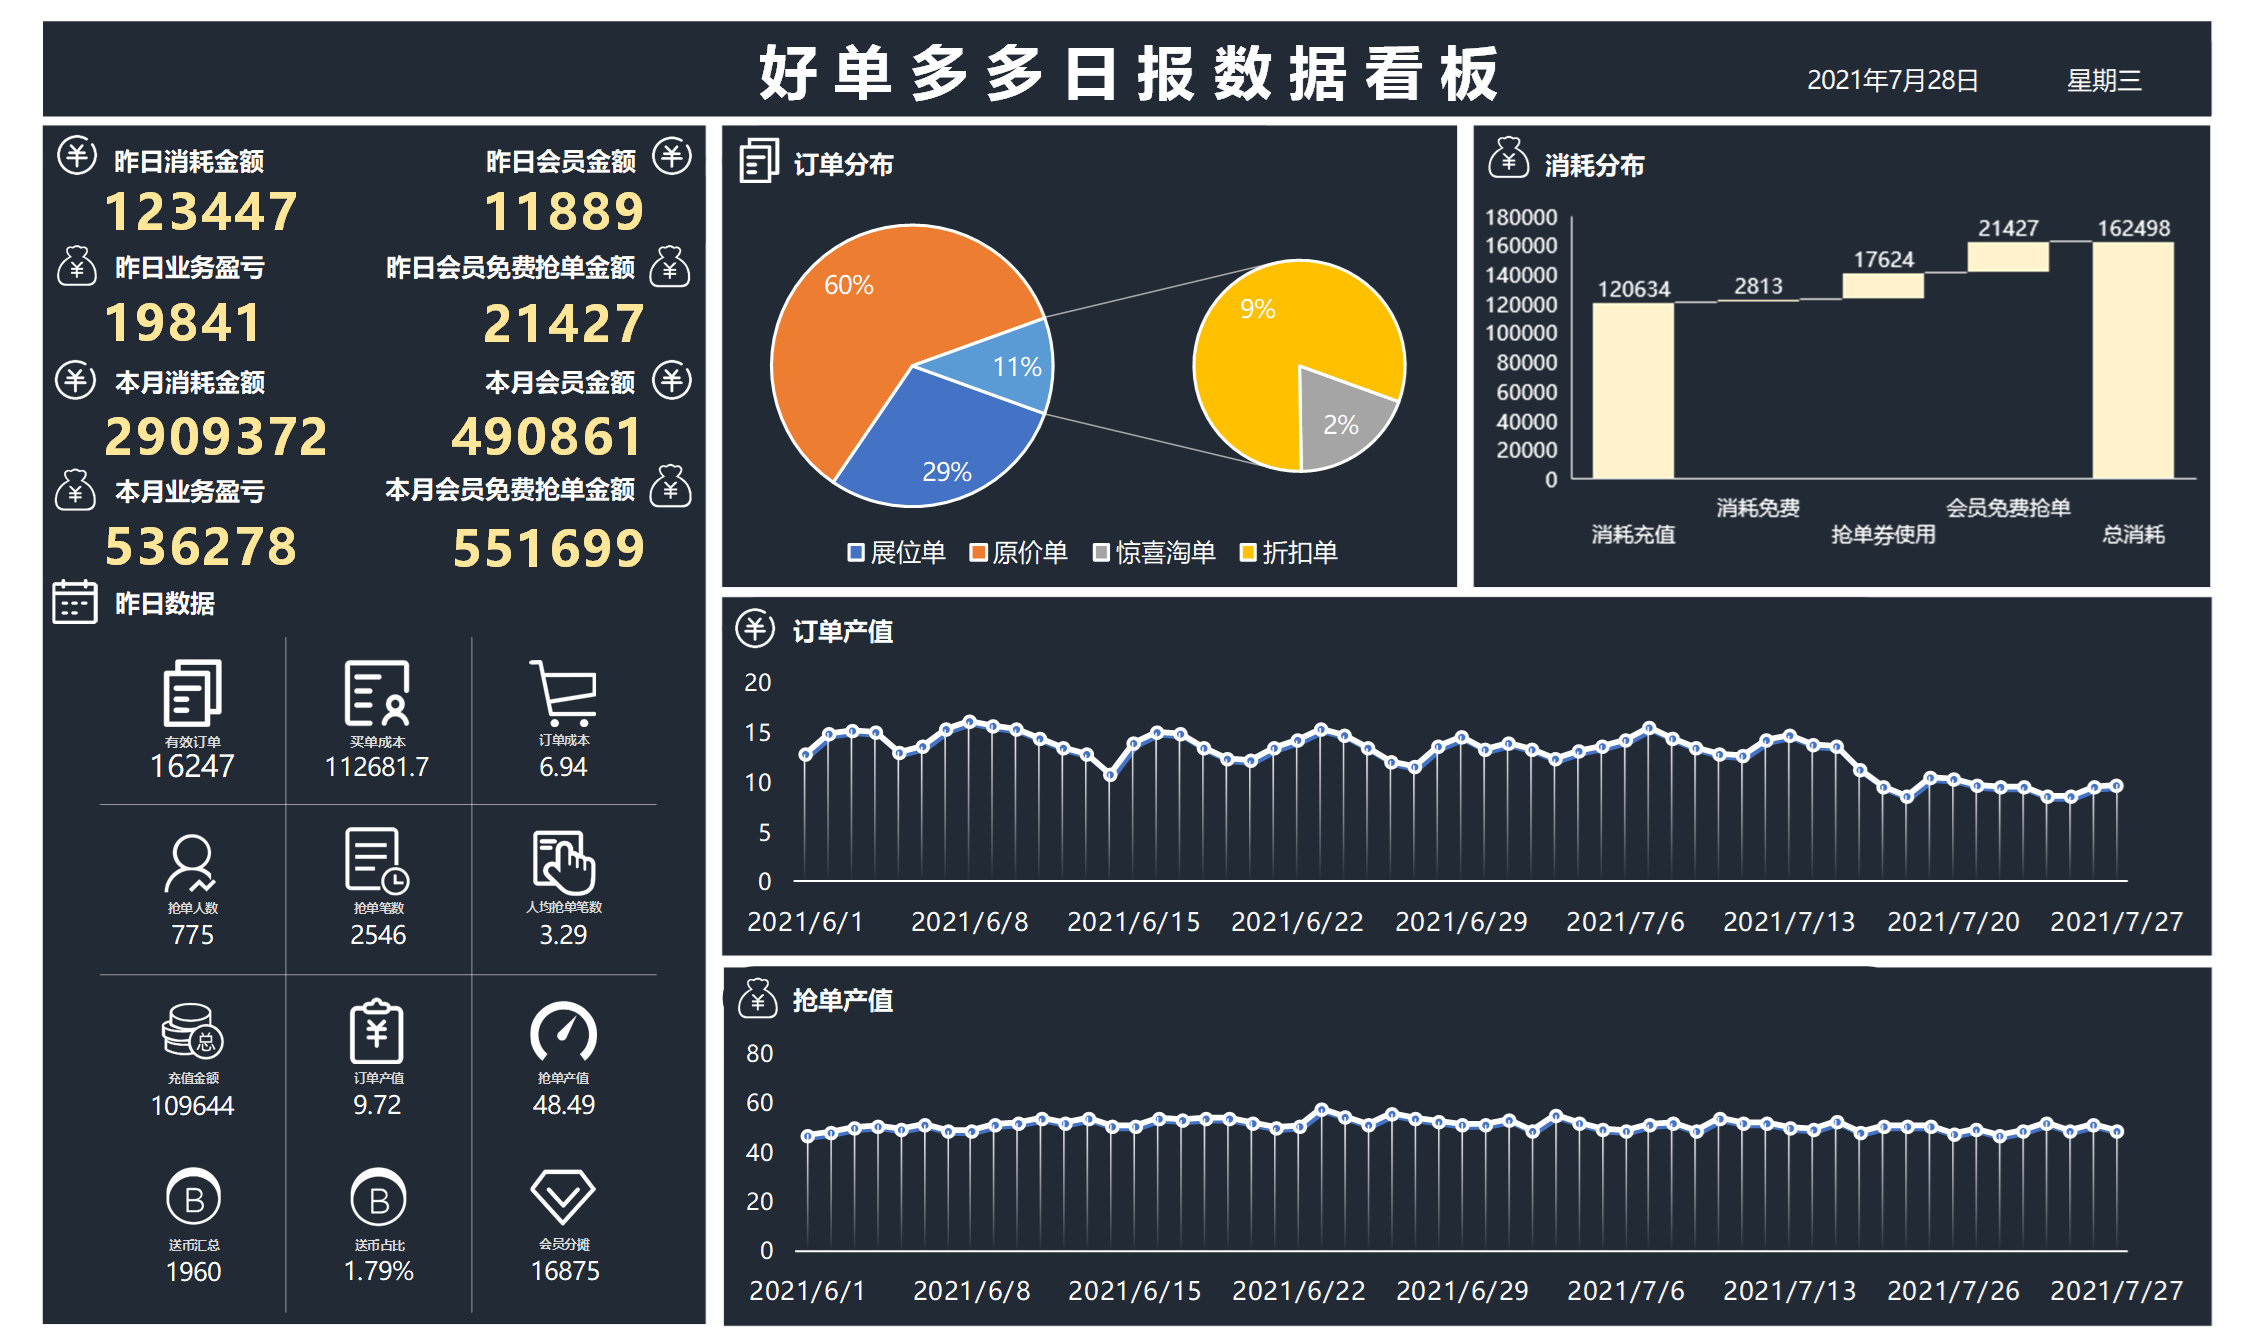 好单多多日报数据看板
2021年7月28日 星期三
昨日消耗金额 昨日会员金额
123447 11889
昨日业务盈亏 昨日会员免费抢单金额
19841 21427
本月消耗金额 本月会员金额
2909372 490861
本月业务盈亏 本月会员免费抢单金额
536278 551699
昨日数据
有效订单 买单成本 订单成本
16247 112681.7 6.94
抢单人数 抢单笔数 人均抢单笔数
775 2546 3.29
总
充值金额 订单产值 抢单产值
109644 9.72 48.49
B B
送币汇总 送币占比 会员分摊
1960 1.79% 16875
订单分布
60%
11%
29%
9%
2%
展位单 原价单 惊喜淘单 折扣单
消耗分布
180000
160000
140000
120000
100000
80000
60000
40000
20000
0
120634
2813
17624
21427
162498
消耗免费 会员免费抢单
消耗充值 抢单券使用 总消耗
订单产值
20
15
10
5
0
2021/6/1 2021/6/8 2021/6/15 2021/6/22 2021/6/29 2021/7/6 2021/7/13 2021/7/20 2021/7/27
抢单产值
80
60
40
20
0
2021/6/1 2021/6/8 2021/6/15 2021/6/22 2021/6/29 2021/7/6 2021/7/13 2021/7/26 2021/7/27